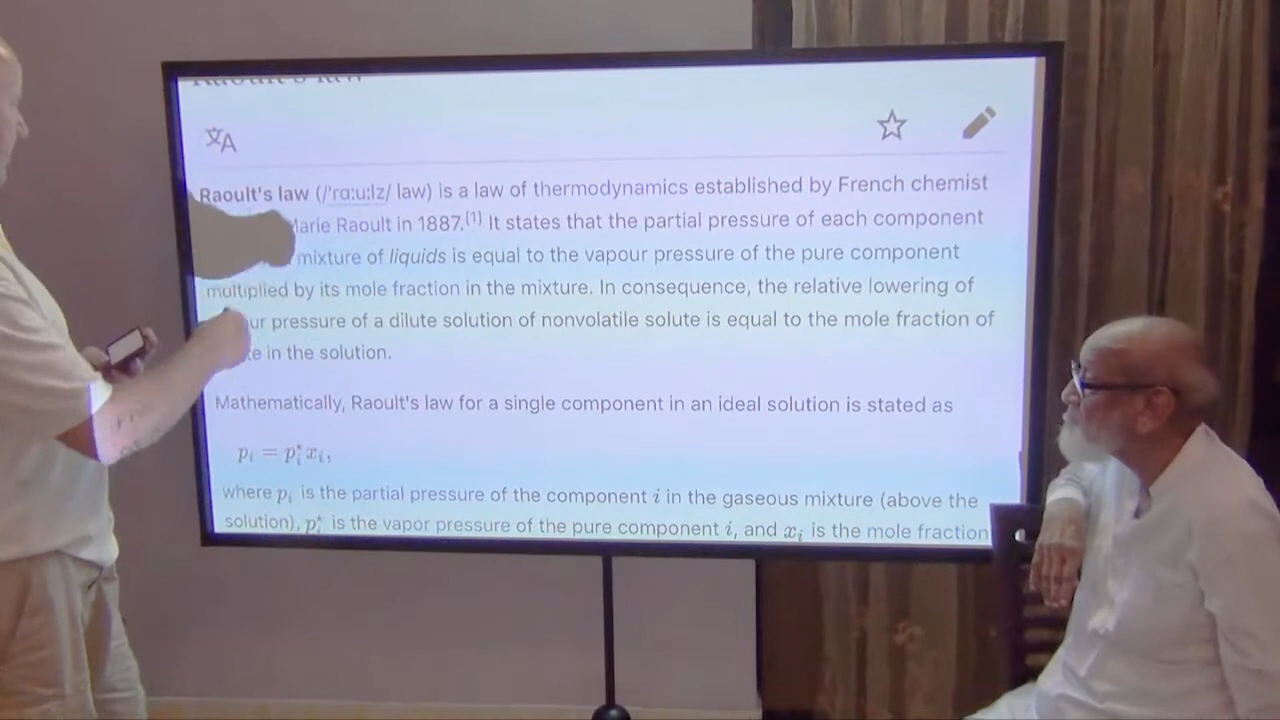 Raoult's law
Raoult's law (/ˈrɑːuːlz/ law) is a law of thermodynamics established by French chemist
Marie Raoult in 1887.[1] It states that the partial pressure of each component
mixture of liquids is equal to the vapour pressure of the pure component
multiplied by its mole fraction in the mixture. In consequence, the relative lowering of
pressure of a dilute solution of nonvolatile solute is equal to the mole fraction of
in the solution.
Mathematically, Raoult's law for a single component in an ideal solution is stated as
pᵢ = pᵢ* xᵢ,
where pᵢ is the partial pressure of the component i in the gaseous mixture (above the
solution), pᵢ* is the vapor pressure of the pure component i, and xᵢ is the mole fraction